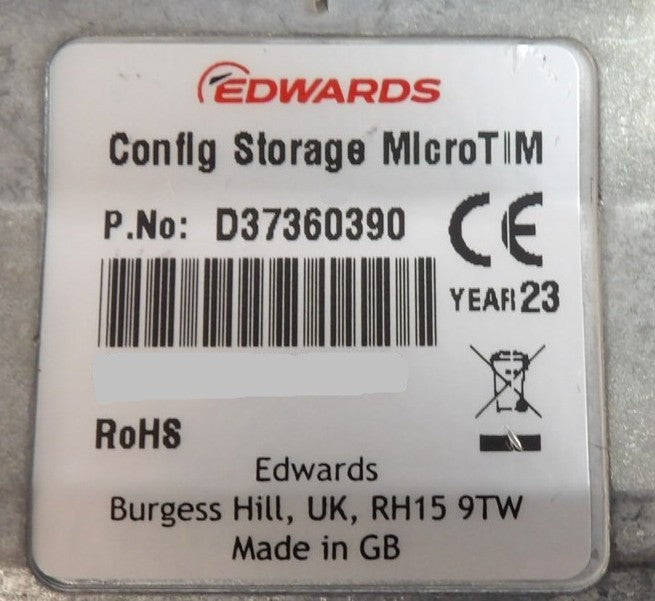 EDWARDS
Config Storage MicroTIM
P.No: D37360390
CE
YEAR 23
RoHS
Edwards
Burgess Hill, UK, RH15 9TW
Made in GB